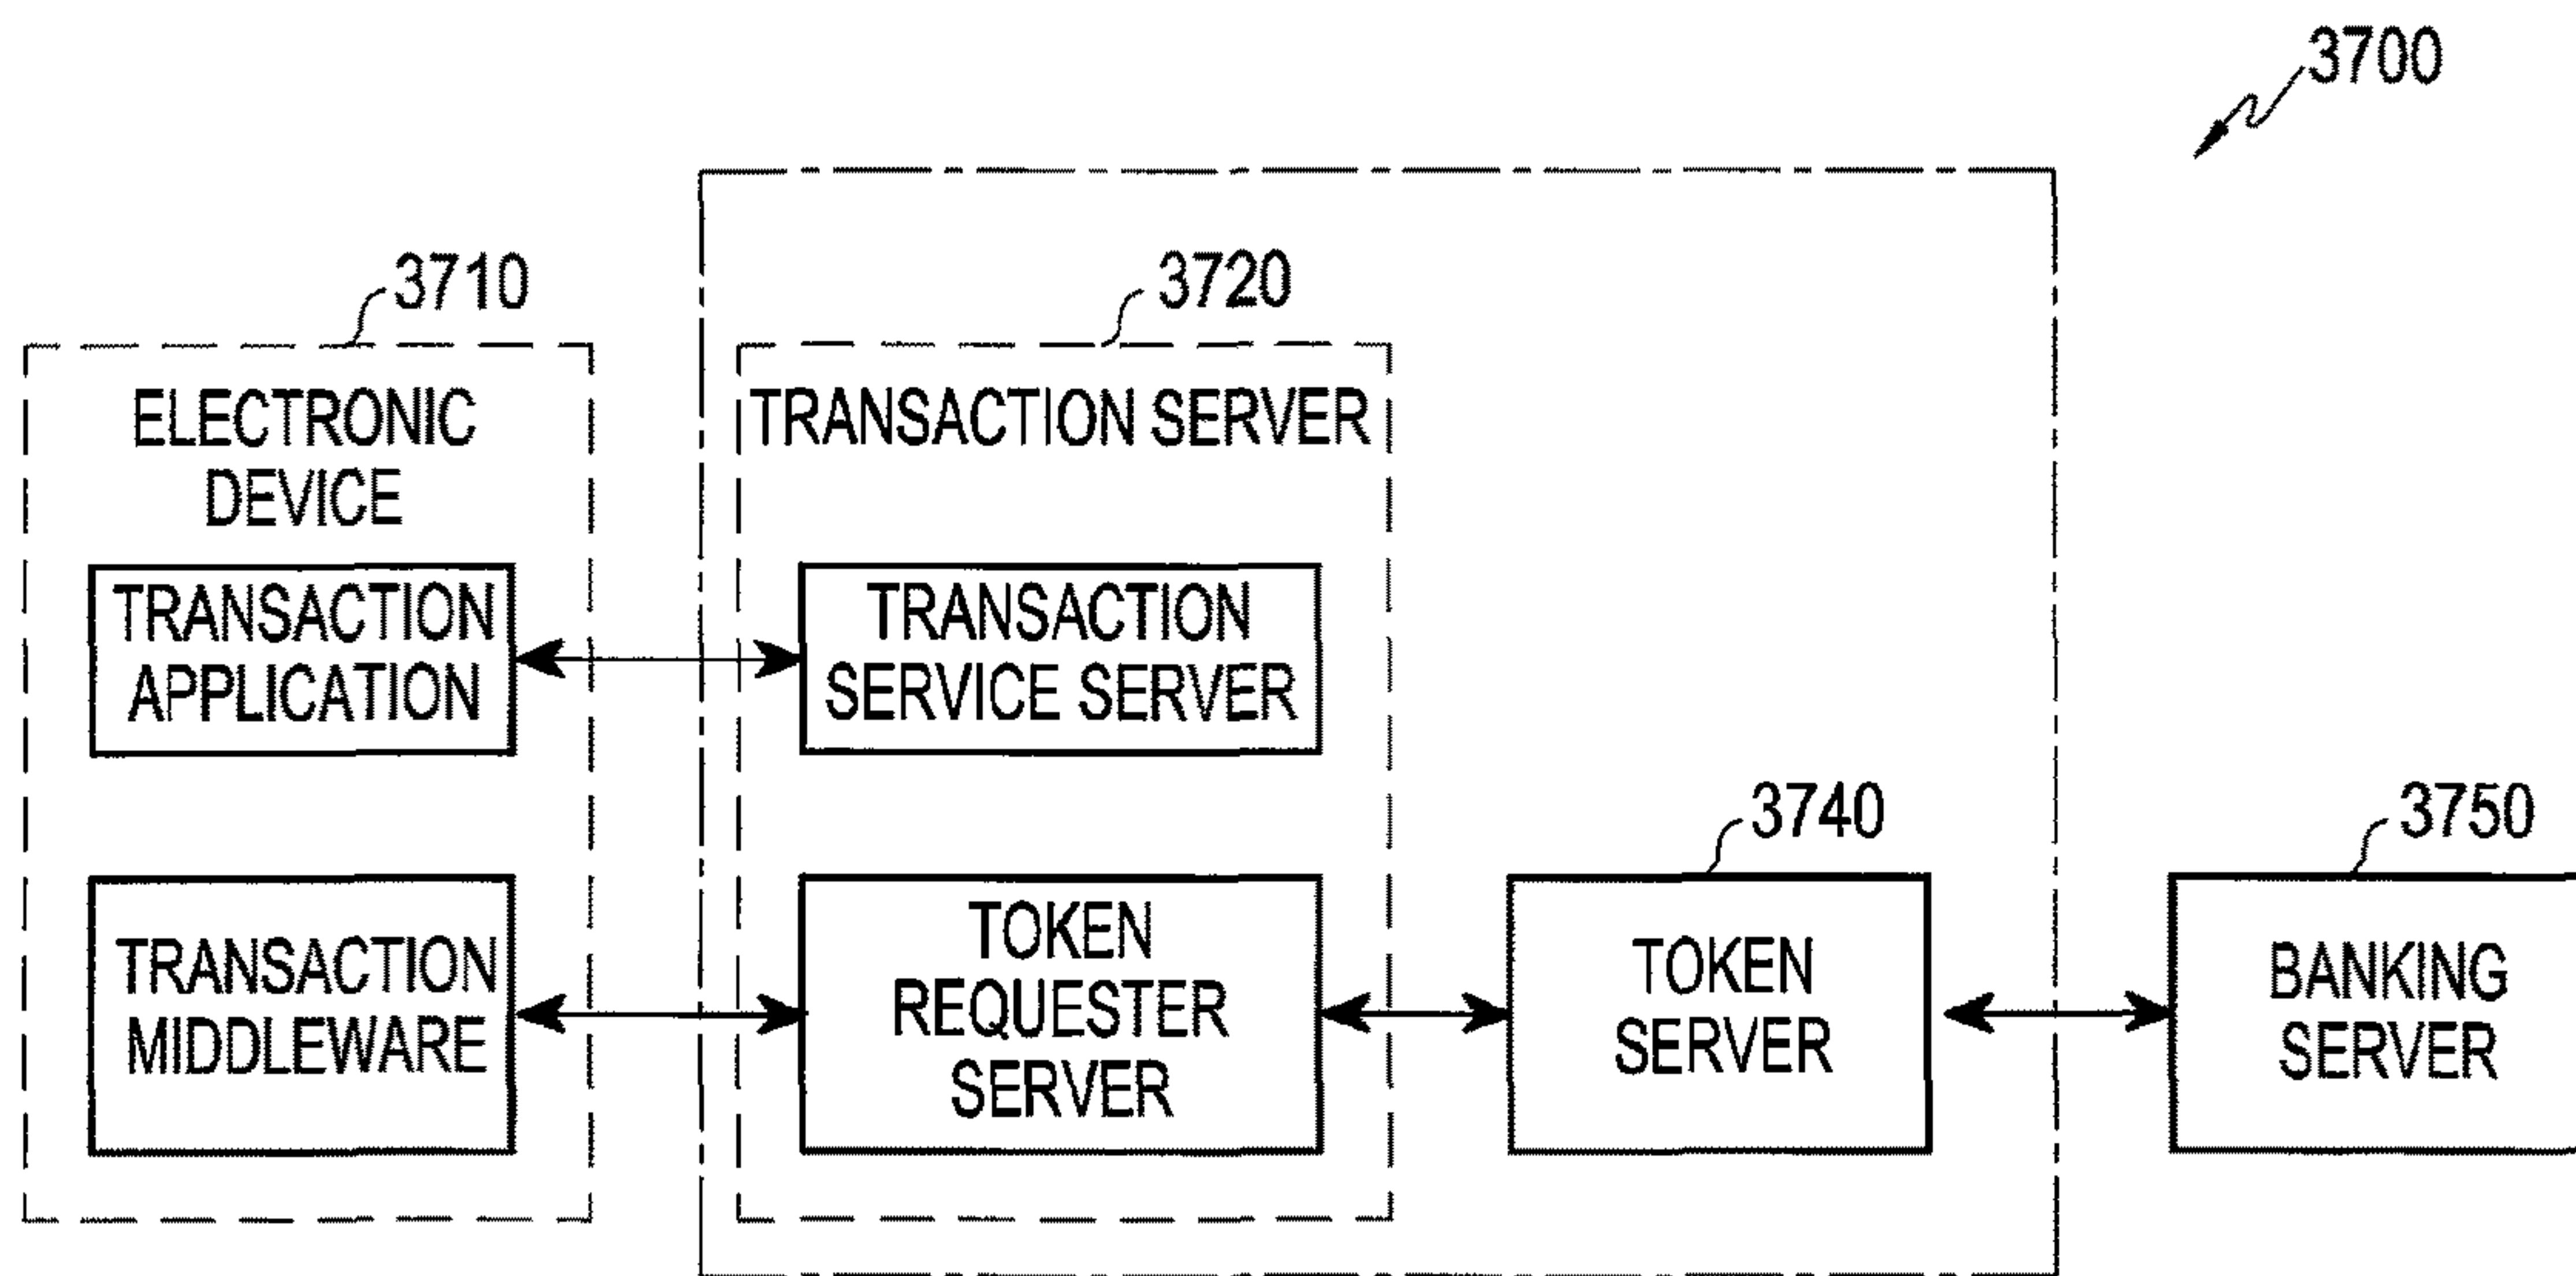 3700
3710
3720
ELECTRONIC
DEVICE
TRANSACTION SERVER
TRANSACTION
APPLICATION
TRANSACTION
SERVICE SERVER
3740
3750
TRANSACTION
MIDDLEWARE
TOKEN
REQUESTER
SERVER
TOKEN
SERVER
BANKING
SERVER